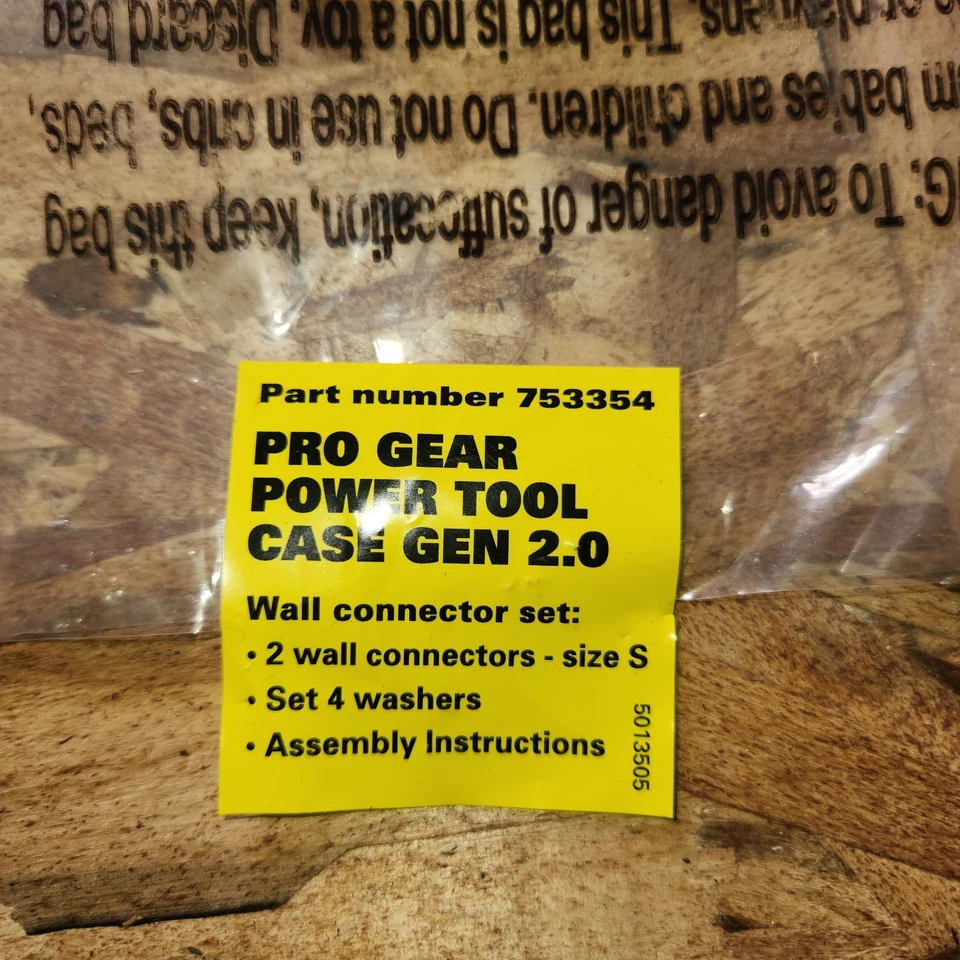 G: To avoid danger of suffocation, keep this bag
m babies and children. Do not use in cribs, beds,
or playpens. This bag is not a toy. Discard bag
Part number 753354
PRO GEAR
POWER TOOL
CASE GEN 2.0
Wall connector set:
• 2 wall connectors - size S
• Set 4 washers
• Assembly Instructions
5013505